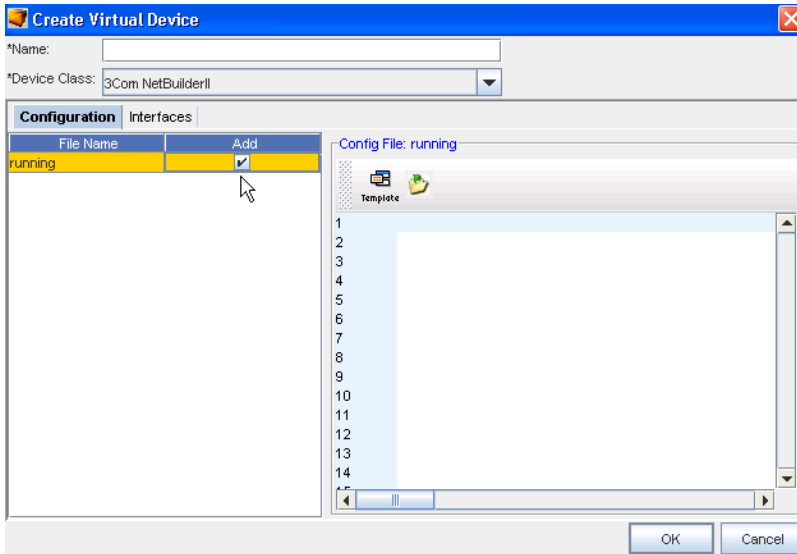 Create Virtual Device
*Name:
*Device Class: 3Com NetBuilderII
Configuration Interfaces
File Name Add
running
Config File: running
Template
1
2
3
4
5
6
7
8
9
10
11
12
13
14
15
OK Cancel